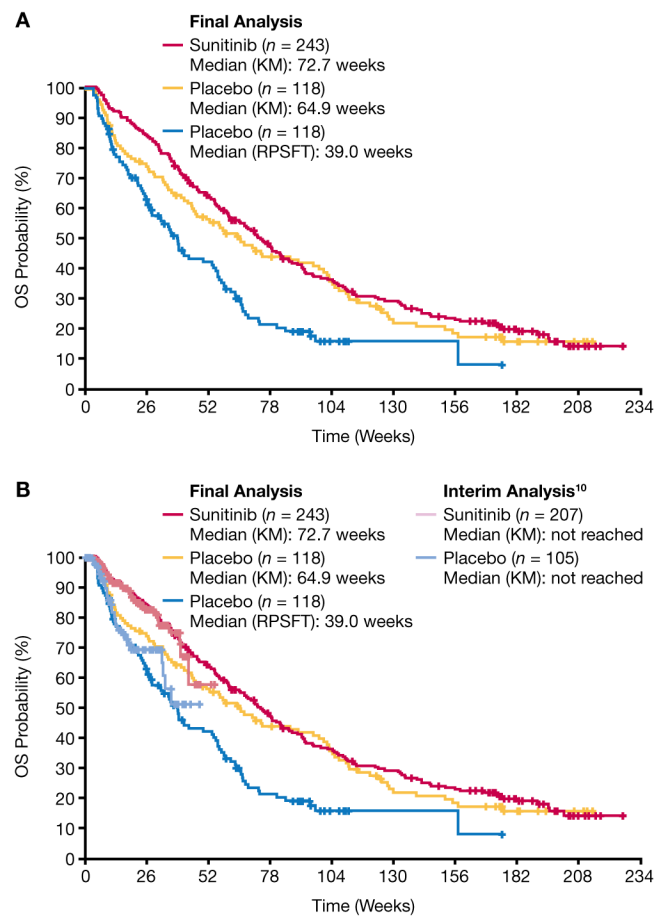 A
Final Analysis
Sunitinib (n = 243)
Median (KM): 72.7 weeks
Placebo (n = 118)
Median (KM): 64.9 weeks
Placebo (n = 118)
Median (RPSFT): 39.0 weeks
OS Probability (%)
100
90
80
70
60
50
40
30
20
10
0
0 26 52 78 104 130 156 182 208 234
Time (Weeks)
B
Final Analysis
Sunitinib (n = 243)
Median (KM): 72.7 weeks
Placebo (n = 118)
Median (KM): 64.9 weeks
Placebo (n = 118)
Median (RPSFT): 39.0 weeks
Interim Analysis¹⁰
Sunitinib (n = 207)
Median (KM): not reached
Placebo (n = 105)
Median (KM): not reached
OS Probability (%)
100
90
80
70
60
50
40
30
20
10
0
0 26 52 78 104 130 156 182 208 234
Time (Weeks)